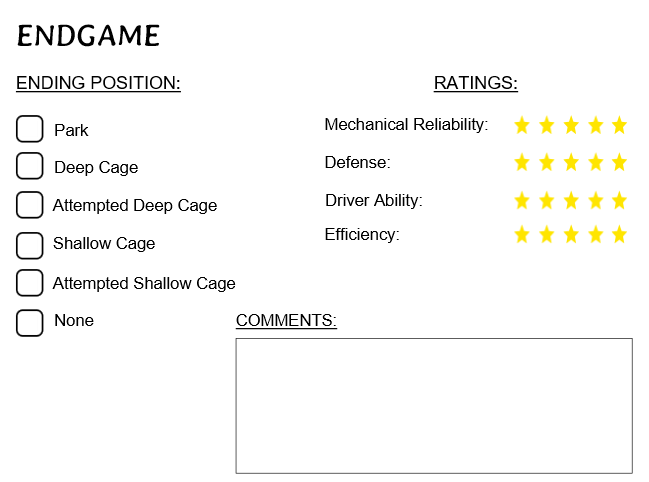 ENDGAME
ENDING POSITION:
Park
Deep Cage
Attempted Deep Cage
Shallow Cage
Attempted Shallow Cage
None
RATINGS:
Mechanical Reliability:
Defense:
Driver Ability:
Efficiency:
COMMENTS: